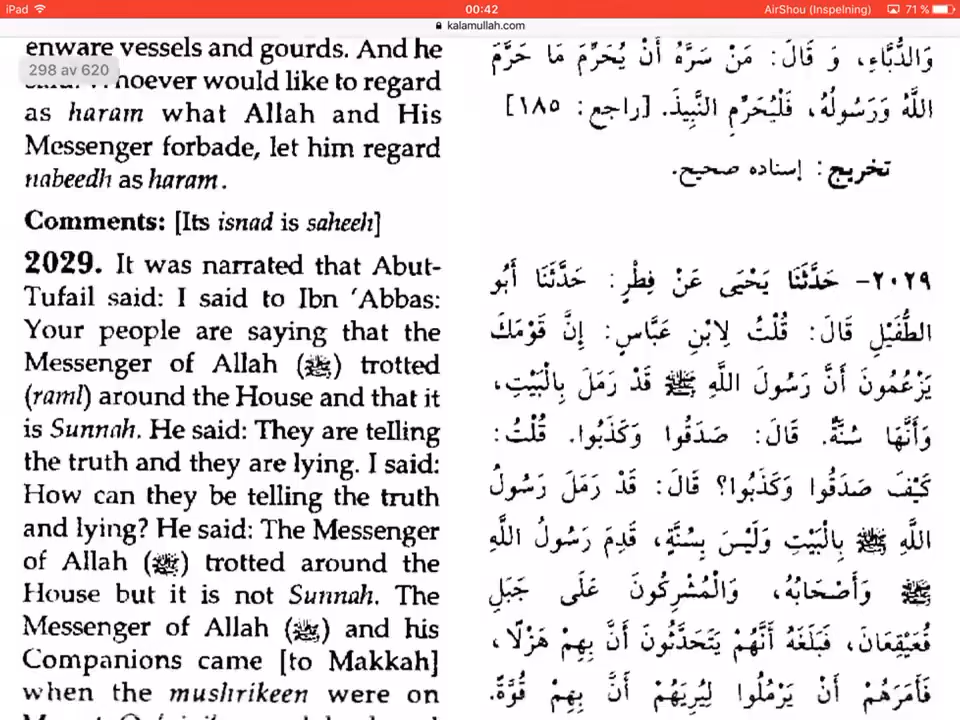 iPad
00:42
AirShou (Inspelning)
71 %
kalamullah.com
298 av 620
enware vessels and gourds. And he
hoever would like to regard
as haram what Allah and His
Messenger forbade, let him regard
nabeedh as haram.
Comments: [Its isnad is saheeh]
2029. It was narrated that Abut-
Tufail said: I said to Ibn ‘Abbas:
Your people are saying that the
Messenger of Allah (ﷺ) trotted
(raml) around the House and that it
is Sunnah. He said: They are telling
the truth and they are lying. I said:
How can they be telling the truth
and lying? He said: The Messenger
of Allah (ﷺ) trotted around the
House but it is not Sunnah. The
Messenger of Allah (ﷺ) and his
Companions came [to Makkah]
when the mushrikeen were on
وَالدُّبَّاءِ، وَ قَالَ: مَنْ سَرَّهُ أَنْ يُحَرِّمَ مَا حَرَّمَ
اللَّهُ وَرَسُولُهُ، فَلْيُحَرِّمِ النَّبِيذَ. [راجع: ١٨٥]
تخريج: إسناده صحيح.
٢٠٢٩- حَدَّثَنَا يَحْيَى عَنْ فِطْرٍ: حَدَّثَنَا أَبُو
الطُّفَيْلِ قَالَ: قُلْتُ لِابْنِ عَبَّاسٍ: إِنَّ قَوْمَكَ
يَزْعُمُونَ أَنَّ رَسُولَ اللَّهِ ﷺ قَدْ رَمَلَ بِالْبَيْتِ،
وَأَنَّهَا سُنَّةٌ. قَالَ: صَدَقُوا وَكَذَبُوا. قُلْتُ:
كَيْفَ صَدَقُوا وَكَذَبُوا؟ قَالَ: قَدْ رَمَلَ رَسُولُ
اللَّهِ ﷺ بِالْبَيْتِ وَلَيْسَ بِسُنَّةٍ، قَدِمَ رَسُولُ اللَّهِ
ﷺ وَأَصْحَابُهُ، وَالْمُشْرِكُونَ عَلَى جَبَلِ
قُعَيْقِعَانَ، فَبَلَغَهُ أَنَّهُمْ يَتَحَدَّثُونَ أَنَّ بِهِمْ هَزْلًا،
فَأَمَرَهُمْ أَنْ يَرْمُلُوا لِيُرِيَهُمْ أَنَّ بِهِمْ قُوَّةً.